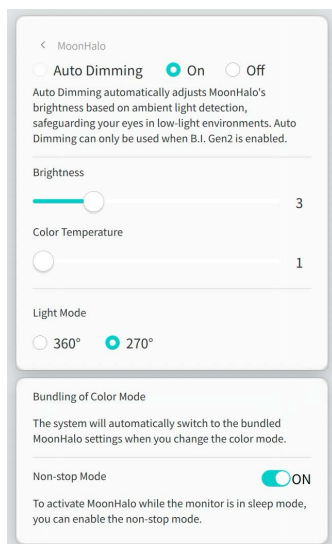 MoonHalo
Auto Dimming On Off
Auto Dimming automatically adjusts MoonHalo's
brightness based on ambient light detection,
safeguarding your eyes in low-light environments. Auto
Dimming can only be used when B.I. Gen2 is enabled.
Brightness
3
Color Temperature
1
Light Mode
360° 270°
Bundling of Color Mode
The system will automatically switch to the bundled
MoonHalo settings when you change the color mode.
Non-stop Mode ON
To activate MoonHalo while the monitor is in sleep mode,
you can enable the non-stop mode.